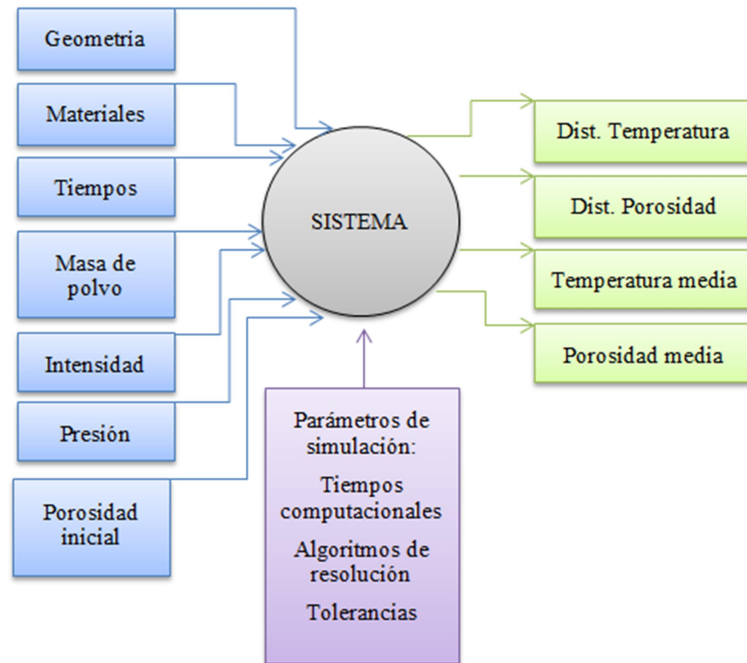 Geometria
Materiales
Tiempos
Masa de
polvo
Intensidad
Presión
Porosidad
inicial
SISTEMA
Parámetros de
simulación:
Tiempos
computacionales
Algoritmos de
resolución
Tolerancias
Dist. Temperatura
Dist. Porosidad
Temperatura media
Porosidad media